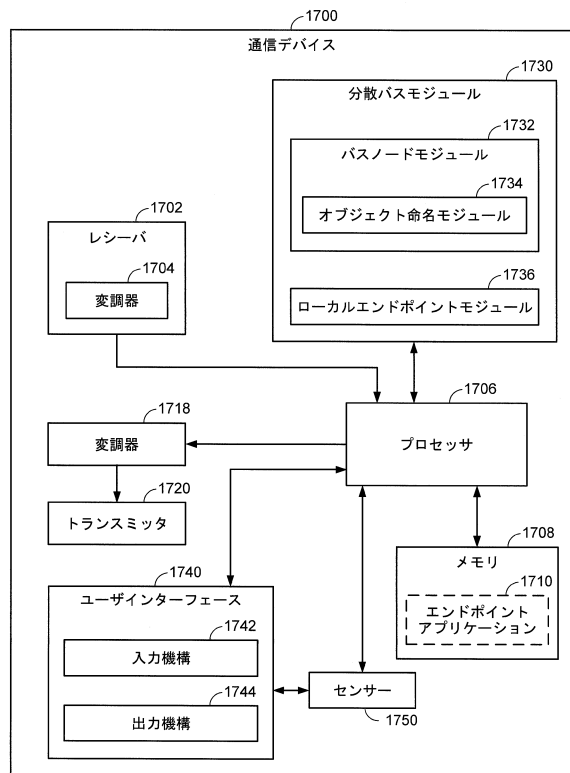 1700
通信デバイス
1730
分散バスモジュール
1732
バスノードモジュール
1734
オブジェクト命名モジュール
1736
ローカルエンドポイントモジュール
1702
レシーバ
1704
変調器
1706
プロセッサ
1718
変調器
1720
トランスミッタ
1708
メモリ
1710
エンドポイント
アプリケーション
1740
ユーザインターフェース
1742
入力機構
1744
出力機構
センサー
1750